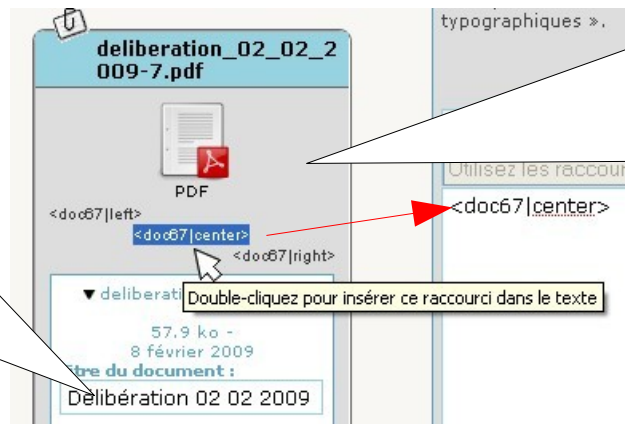 typographiques ».
deliberation_02_02_2
009-7.pdf
PDF
<doc67|left>
<doc67|center>
<doc67|right>
Utilisez les raccour
<doc67|center>
▼ deliberati
Double-cliquez pour insérer ce raccourci dans le texte
57.9 ko -
8 février 2009
itre du document :
Délibération 02 02 2009